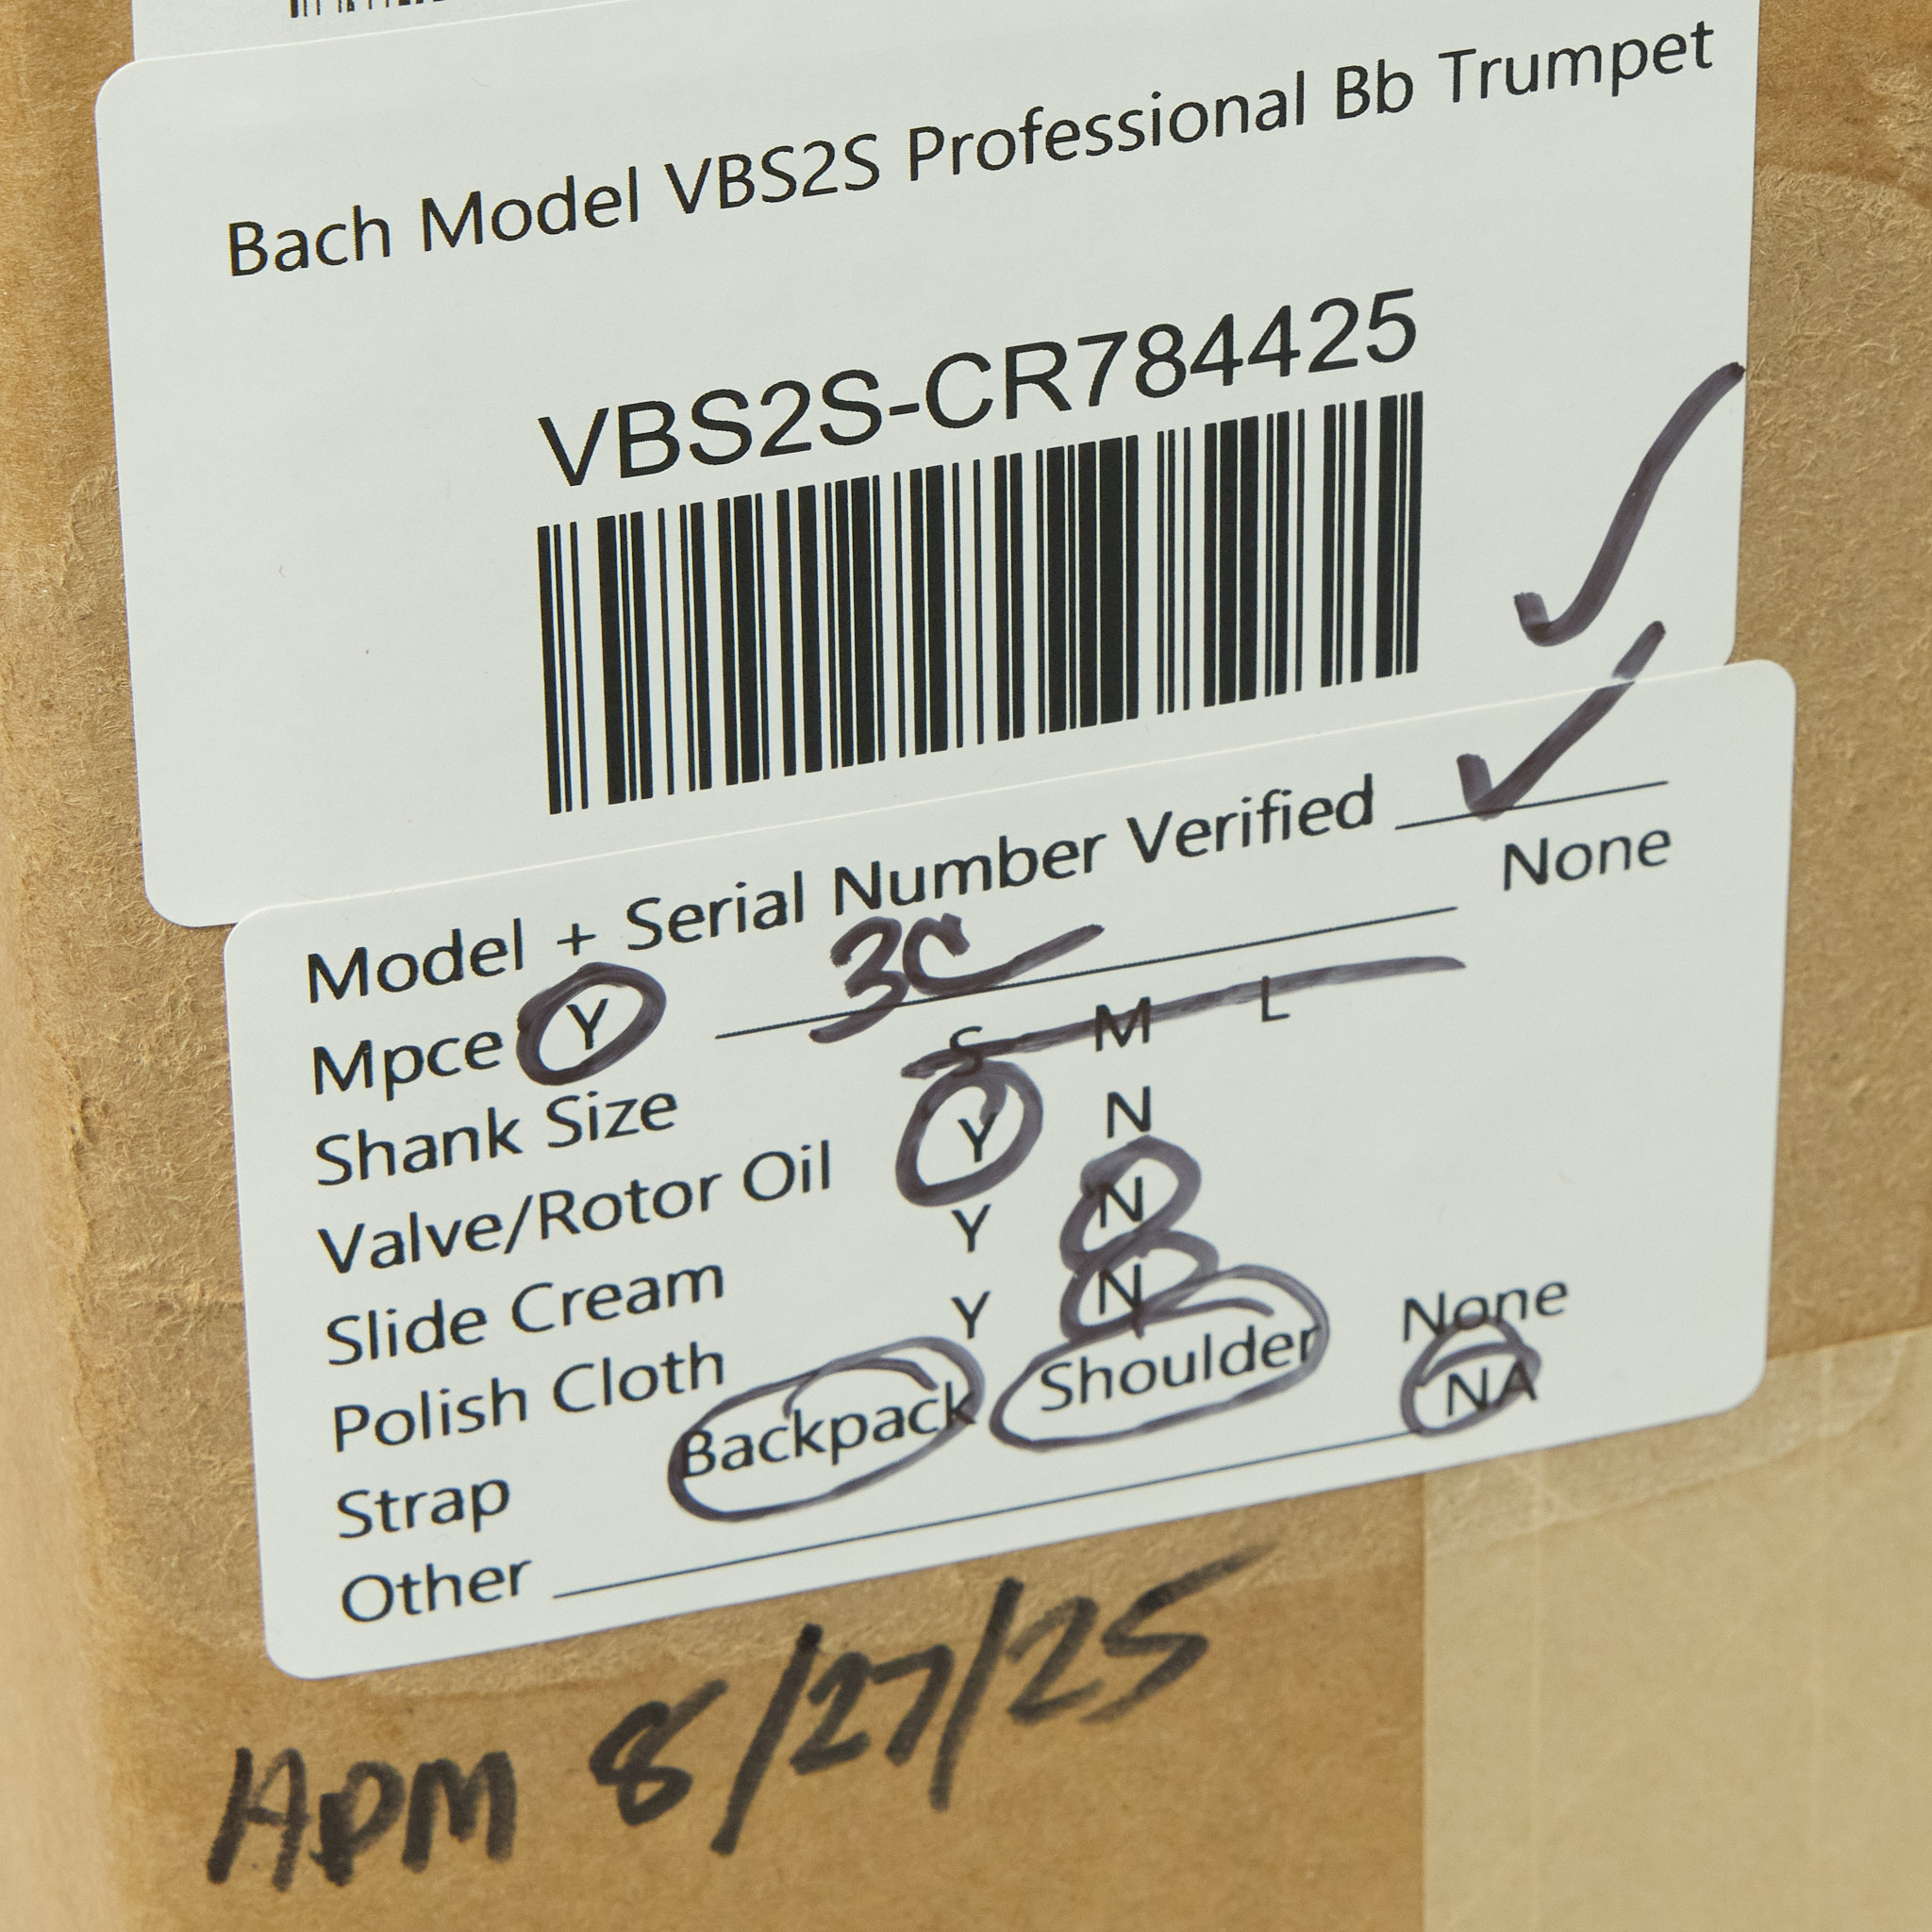 Bach Model VBS2S Professional Bb Trumpet
VBS2S-CR784425
Model + Serial Number Verified
Mpce Y 3C None
Shank Size S M L
Valve/Rotor Oil Y N
Slide Cream Y N
Polish Cloth Y N
Strap Backpack Shoulder None
Other NA
APM 8/27/25